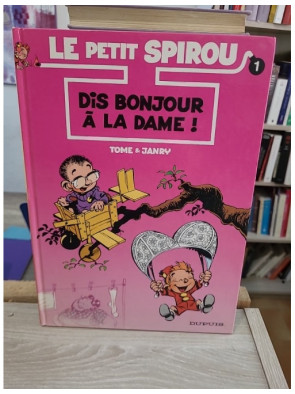 LE PETIT SPIROU
1
DIS BONJOUR
À LA DAME !
TOME & JANRY
DUPUIS